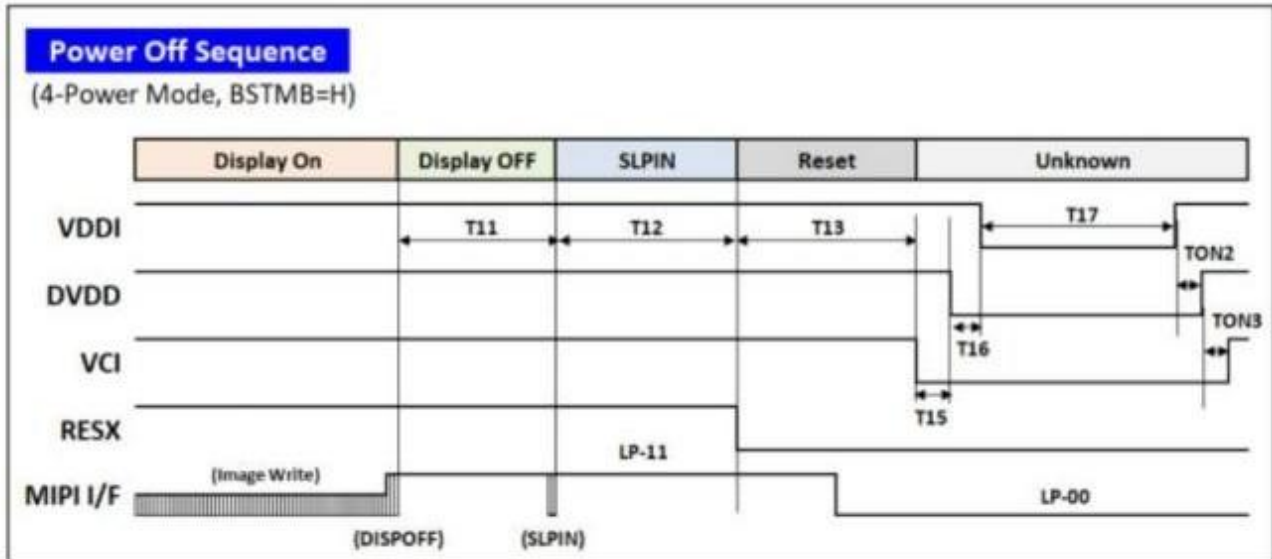 Power Off Sequence
(4-Power Mode, BSTMB=H)
Display On Display OFF SLPIN Reset Unknown
VDDI T11 T12 T13 T17
TON2
DVDD
TON3
T16
VCI
T15
RESX
LP-11
(Image Write)
MIPI I/F LP-00
(DISPOFF) (SLPIN)